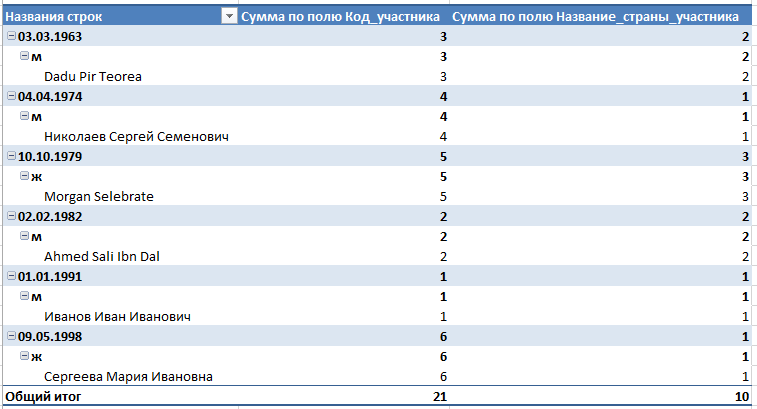 Названия строк Сумма по полю Код_участника Сумма по полю Название_страны_участника
03.03.1963 3 2
м 3 2
Dadu Pir Teorea 3 2
04.04.1974 4 1
м 4 1
Николаев Сергей Семенович 4 1
10.10.1979 5 3
ж 5 3
Morgan Selebrate 5 3
02.02.1982 2 2
м 2 2
Ahmed Sali Ibn Dal 2 2
01.01.1991 1 1
м 1 1
Иванов Иван Иванович 1 1
09.05.1998 6 1
ж 6 1
Сергеева Мария Ивановна 6 1
Общий итог 21 10